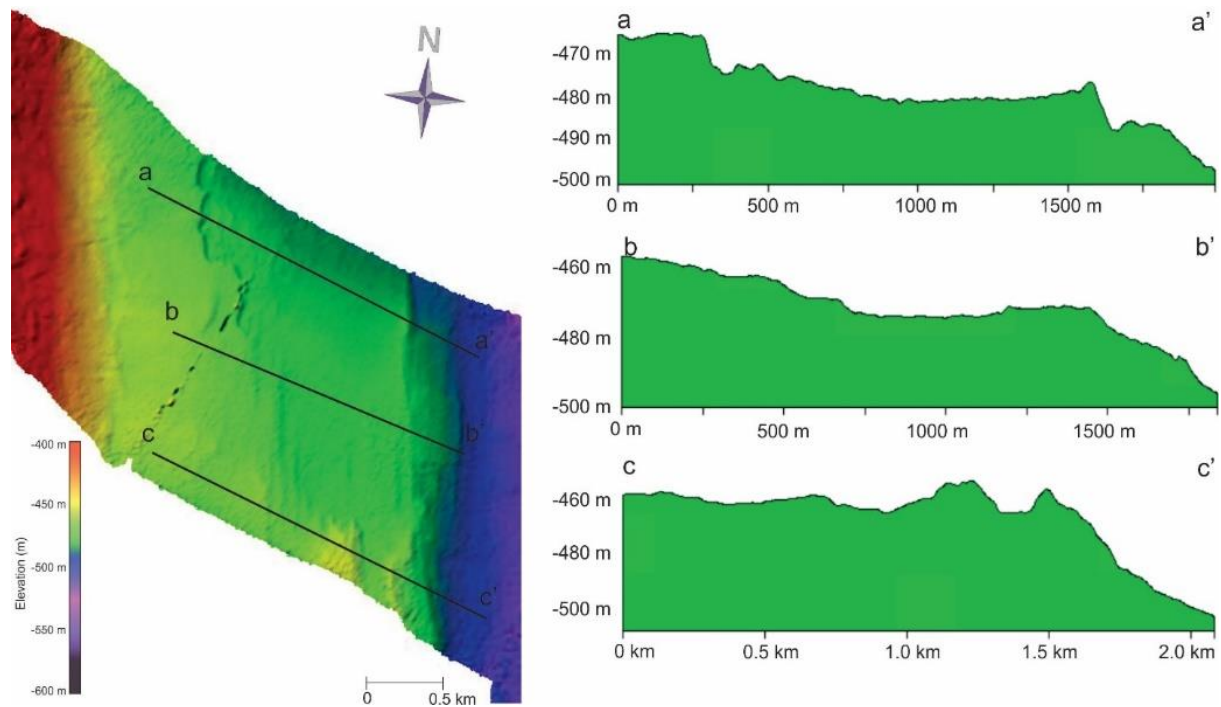 N
a
a'
b
b'
c
c'
-400 m
-450 m
-500 m
-550 m
-600 m
Elevation (m)
0 0.5 km
a a’
-470 m
-480 m
-490 m
-500 m
0 m 500 m 1000 m 1500 m
b b’
-460 m
-480 m
-500 m
0 m 500 m 1000 m 1500 m
c c’
-460 m
-480 m
-500 m
0 km 0.5 km 1.0 km 1.5 km 2.0 km